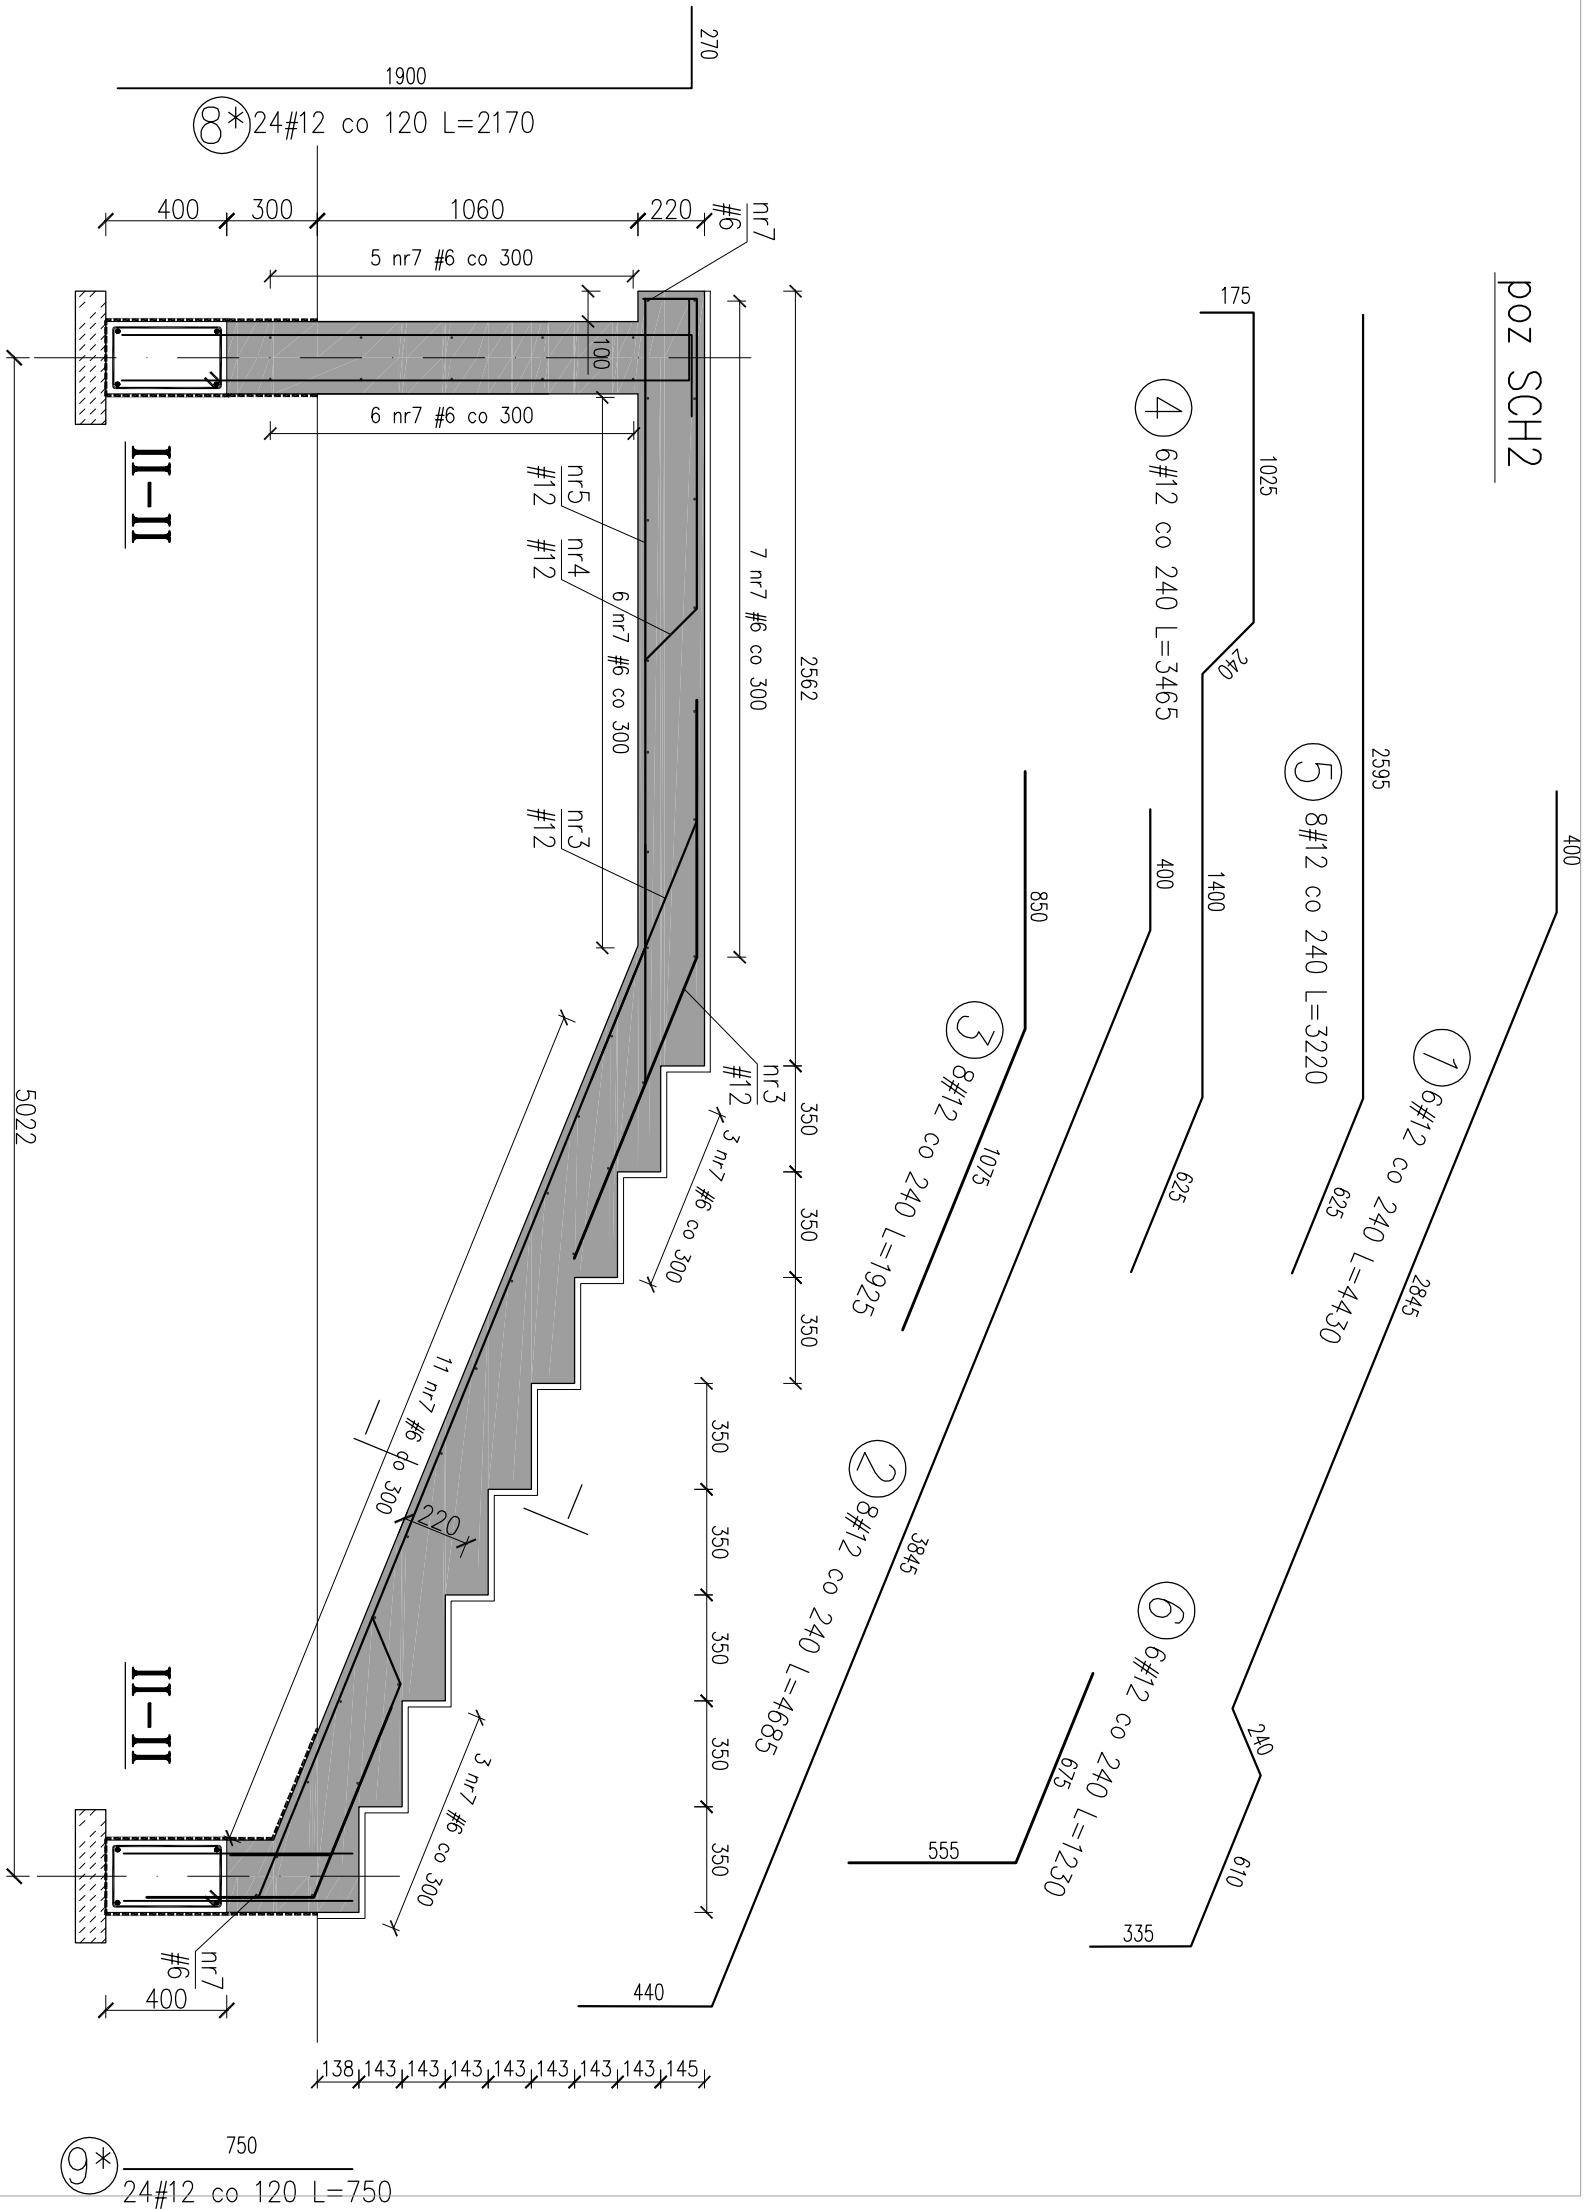 poz SCH2
400
2845
240
610
335
1 6#12 co 240 L=4430
2595
625
5 8#12 co 240 L=3220
175
1025
240
1400
625
4 6#12 co 240 L=3465
400
3845
440
2 8#12 co 240 L=4685
850
1075
3 8#12 co 240 L=1925
675
555
6 6#12 co 240 L=1230
270
1900
8* 24#12 co 120 L=2170
400
300
1060
220
nr7
#6
5 nr7 #6 co 300
100
6 nr7 #6 co 300
2562
7 nr7 #6 co 300
6 nr7 #6 co 300
nr5
#12
nr4
#12
nr3
#12
nr3
#12
350
350
350
350
350
350
350
350
3 nr7 #6 co 300
11 nr7 #6 co 300
220
3 nr7 #6 co 300
I
I
II-II
II-II
nr7
#6
400
5022
138
143
143
143
143
143
143
143
145
750
9* 24#12 co 120 L=750